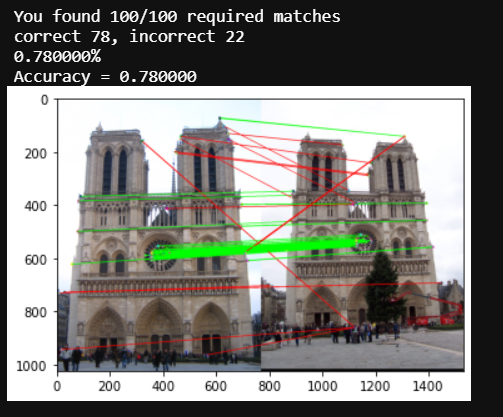 You found 100/100 required matches
correct 78, incorrect 22
0.780000%
Accuracy = 0.780000
0
200
400
600
800
1000
0 200 400 600 800 1000 1200 1400